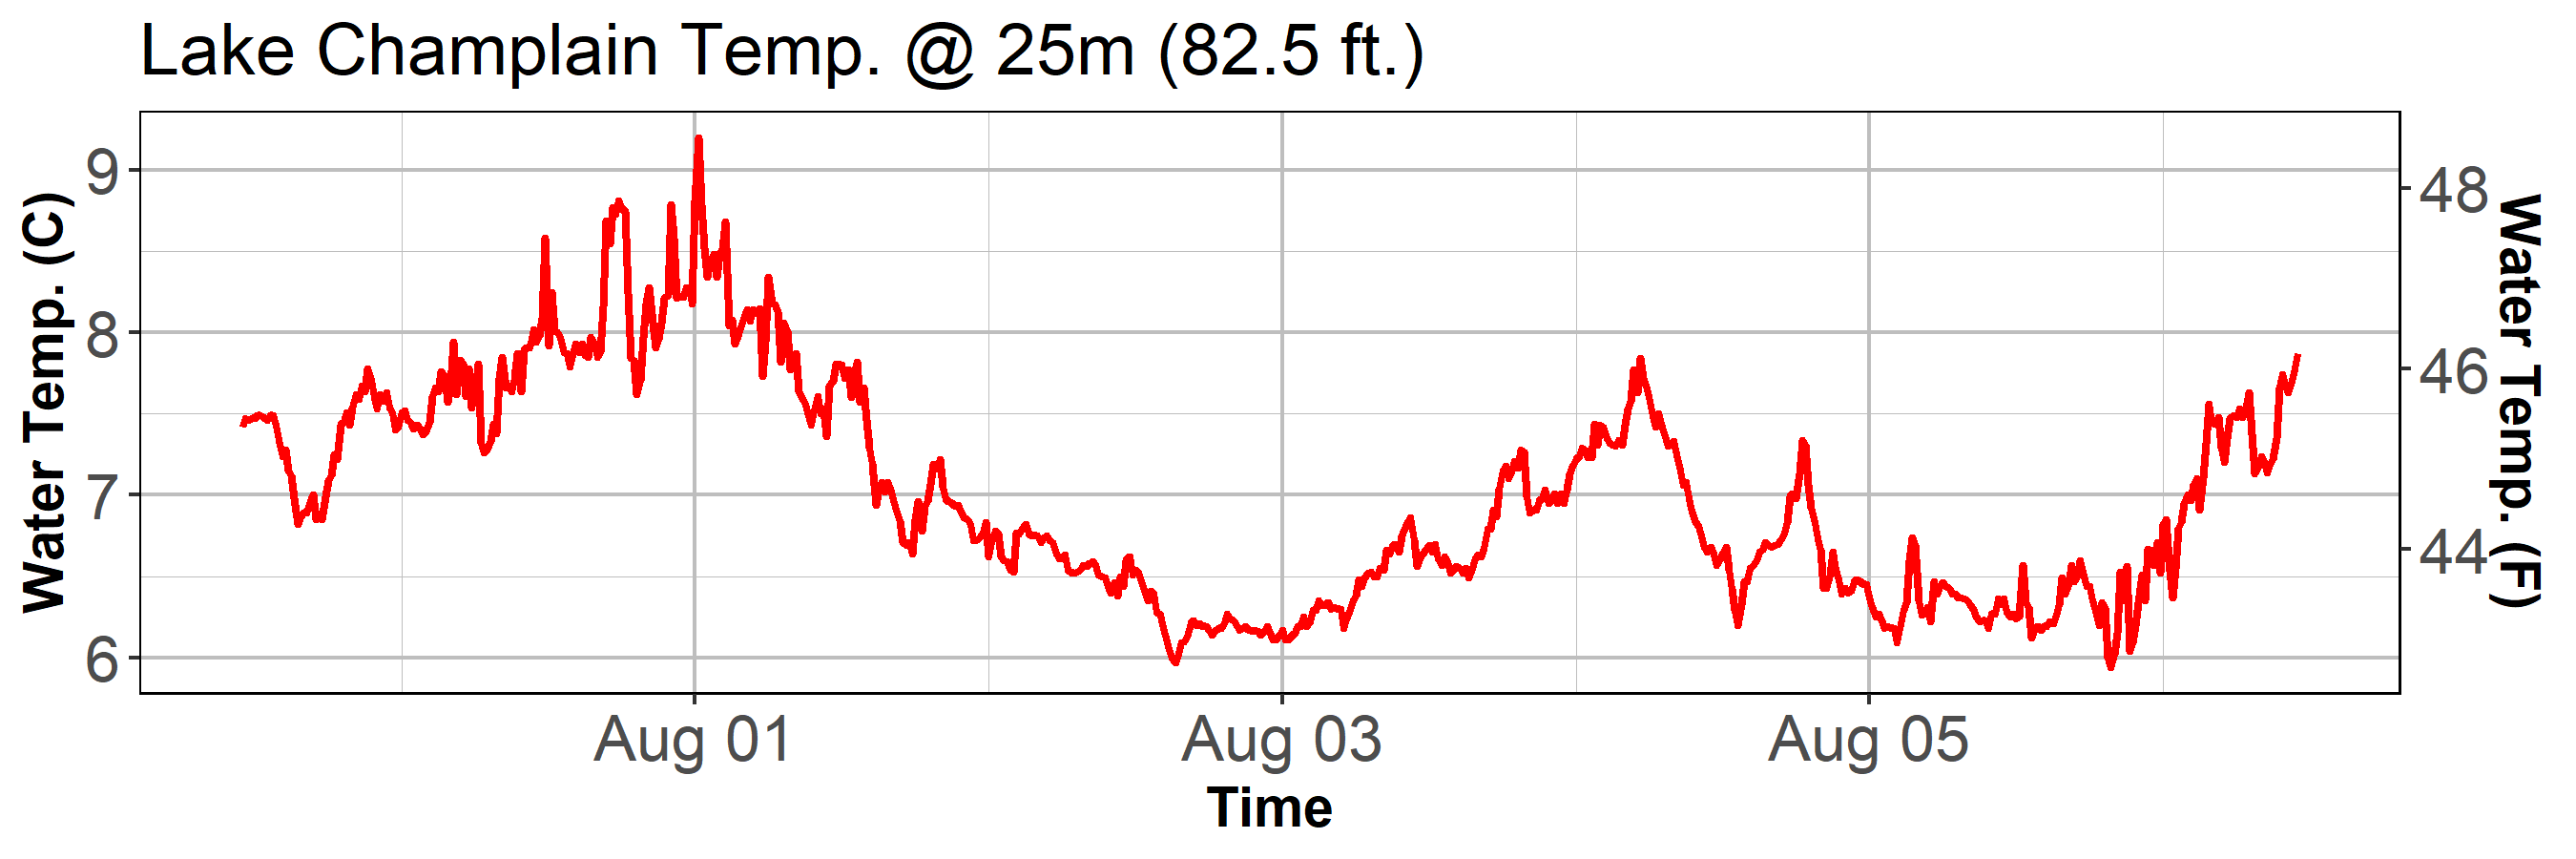 Lake Champlain Temp. @ 25m (82.5 ft.)
Water Temp. (C)
9
8
7
6
48
46
44
Water Temp. (F)
Aug 01
Aug 03
Aug 05
Time